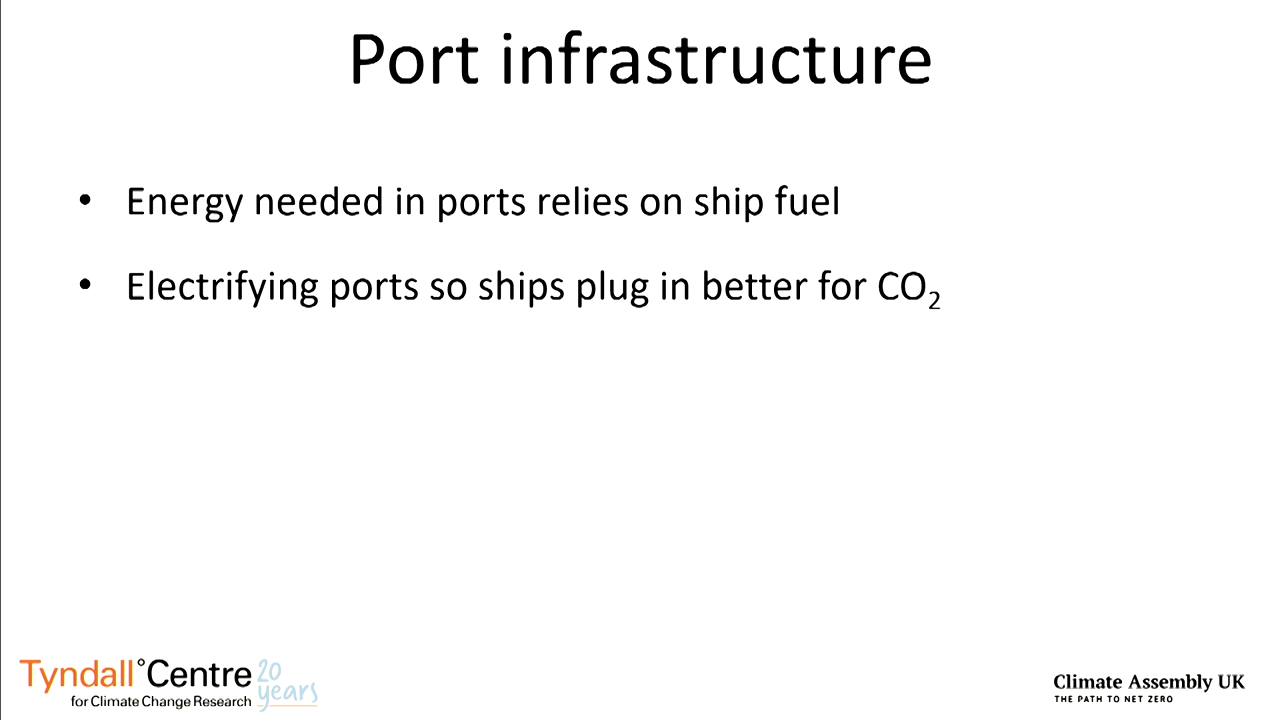 Port infrastructure
• Energy needed in ports relies on ship fuel
• Electrifying ports so ships plug in better for CO₂
Tyndall°Centre 20 years
for Climate Change Research
Climate Assembly UK
THE PATH TO NET ZERO